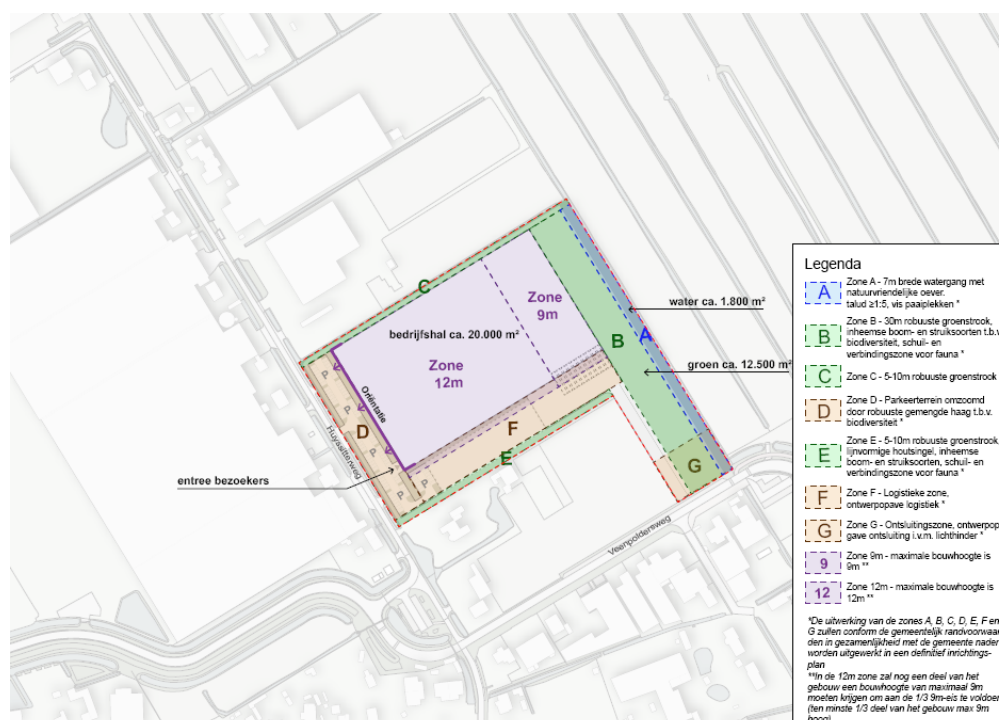 Zone
9m
C
bedrijfshal ca. 20.000 m²
Zone
12m
water ca. 1.800 m²
B
A
groen ca. 12.500 m²
P
P
P
P
P
P
Oriëntatie
D
F
E
G
Huyssitterweg
entree bezoekers
Veenpoldersweg
Legenda
A
Zone A - 7m brede watergang met
natuurvriendelijke oever.
talud ≥1:5, vis paaiplekken *
B
Zone B - 30m robuuste groenstrook,
inheemse boom- en struiksoorten t.b.v
biodiversiteit, schuil- en
verbindingszone voor fauna *
C
Zone C - 5-10m robuuste groenstrook
D
Zone D - Parkeerterrein omzoomd
door robuuste gemengde haag t.b.v.
biodiversiteit *
E
Zone E - 5-10m robuuste groenstrook,
lijnvormige houtsingel, inheemse
boom- en struiksoorten, schuil- en
verbindingszone voor fauna *
F
Zone F - Logistieke zone,
ontwerpopave logistiek *
G
Zone G - Ontsluitingszone, ontwerpop
gave ontsluiting i.v.m. lichthinder *
9
Zone 9m - maximale bouwhoogte is
9m **
12
Zone 12m - maximale bouwhoogte is
12m **
*De uitwerking van de zones A, B, C, D, E, F en
G zullen conform de gemeentelijk randvoorwaar
den in gezamenlijkheid met de gemeente nader
worden uitgewerkt in een definitief inrichtings-
plan
**In de 12m zone zal nog een deel van het
gebouw een bouwhoogte van maximaal 9m
moeten krijgen om aan de 1/3 9m-eis te voldoen
(ten minste 1/3 deel van het gebouw max 9m
hoog)